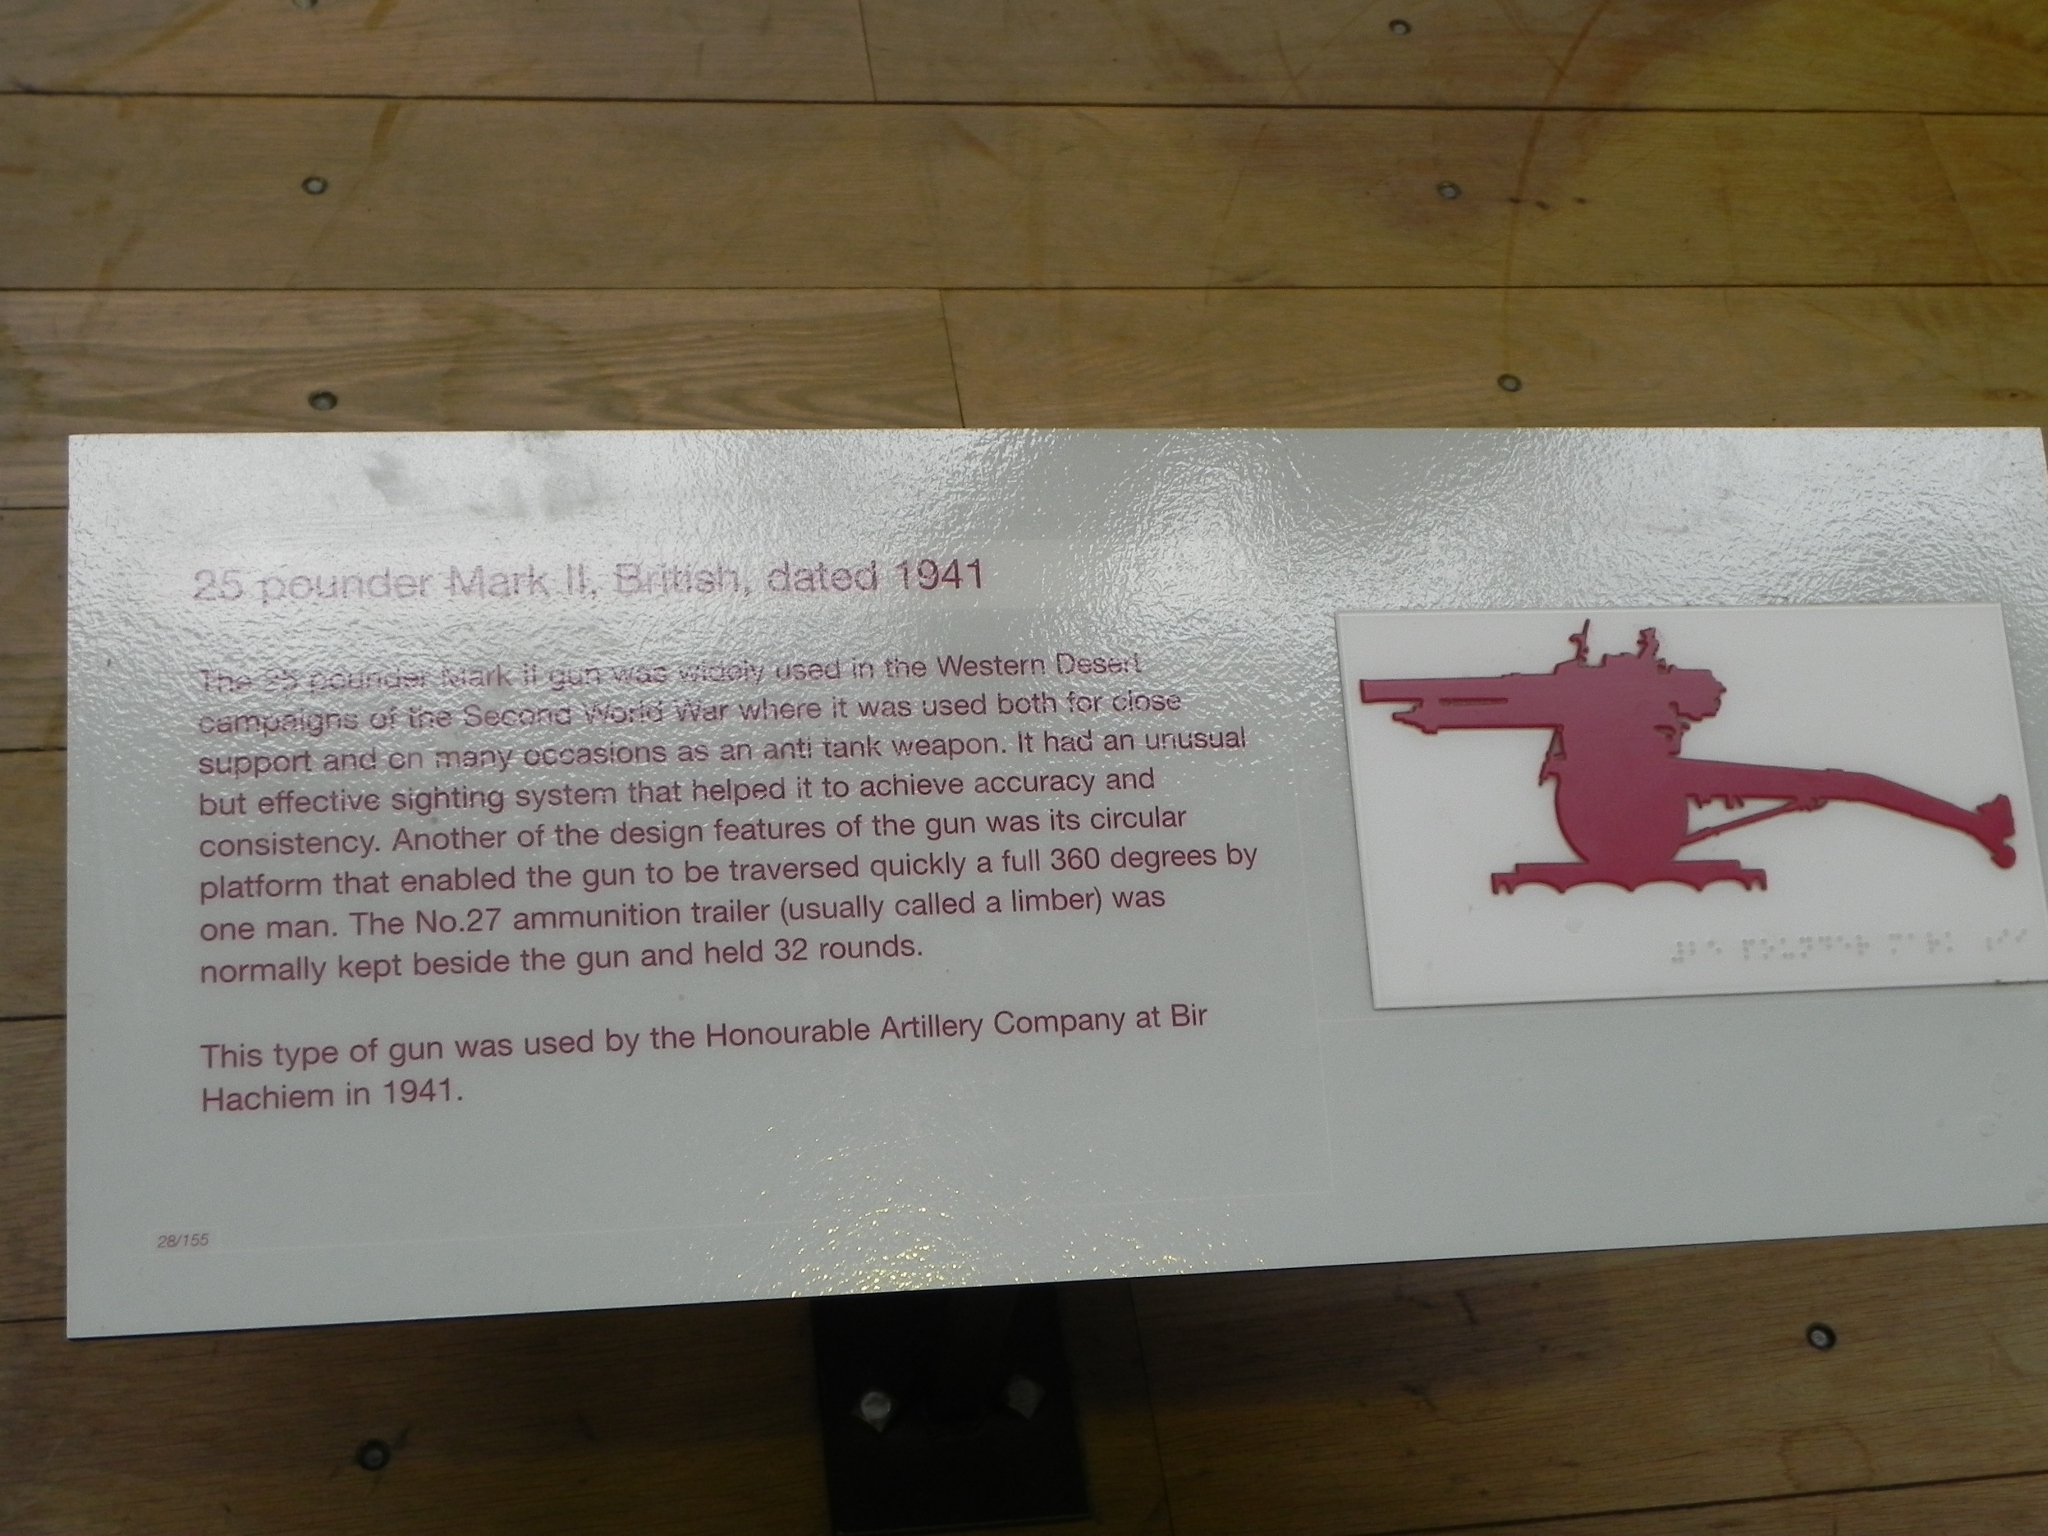 25 pounder Mark II, British, dated 1941
The 25 pounder Mark II gun was widely used in the Western Desert
campaigns of the Second World War where it was used both for close
support and on many occasions as an anti tank weapon. It had an unusual
but effective sighting system that helped it to achieve accuracy and
consistency. Another of the design features of the gun was its circular
platform that enabled the gun to be traversed quickly a full 360 degrees by
one man. The No.27 ammunition trailer (usually called a limber) was
normally kept beside the gun and held 32 rounds.
This type of gun was used by the Honourable Artillery Company at Bir
Hachiem in 1941.
28/155